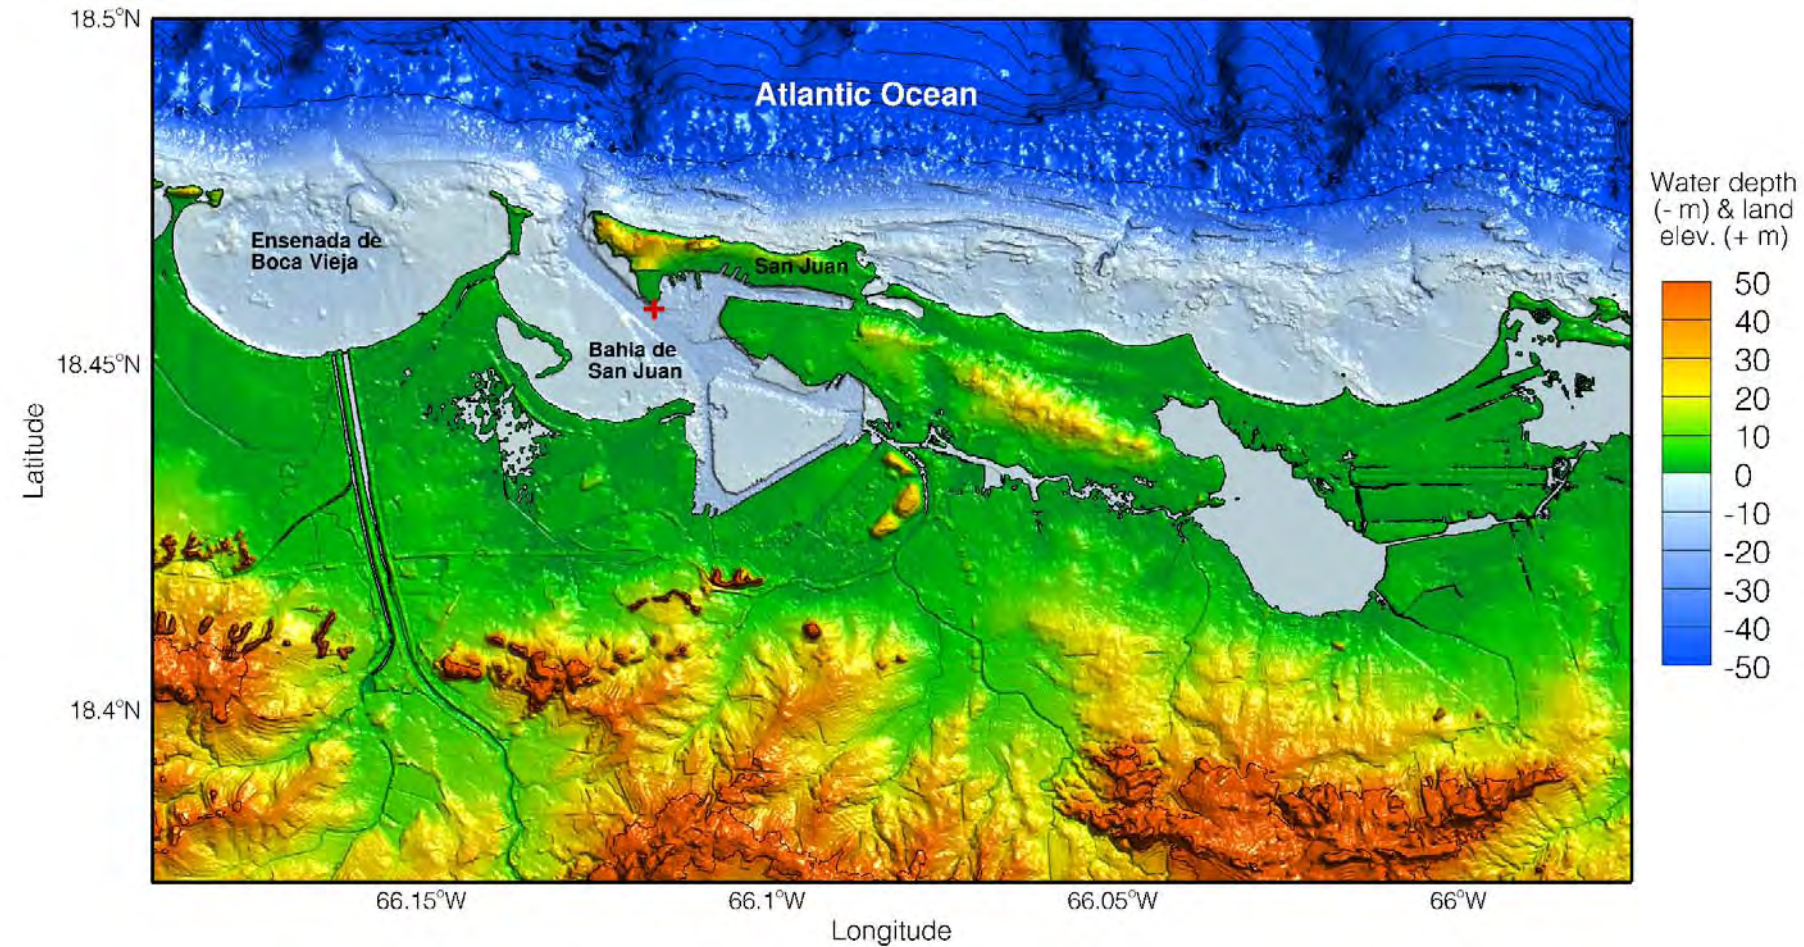 18.5°N
Atlantic Ocean
Water depth
(- m) & land
elev. (+ m)
Ensenada de
Boca Vieja
San Juan
50
40
30
20
10
0
-10
-20
-30
-40
-50
Bahia de
San Juan
18.45°N
Latitude
18.4°N
66.15°W
66.1°W
66.05°W
66°W
Longitude